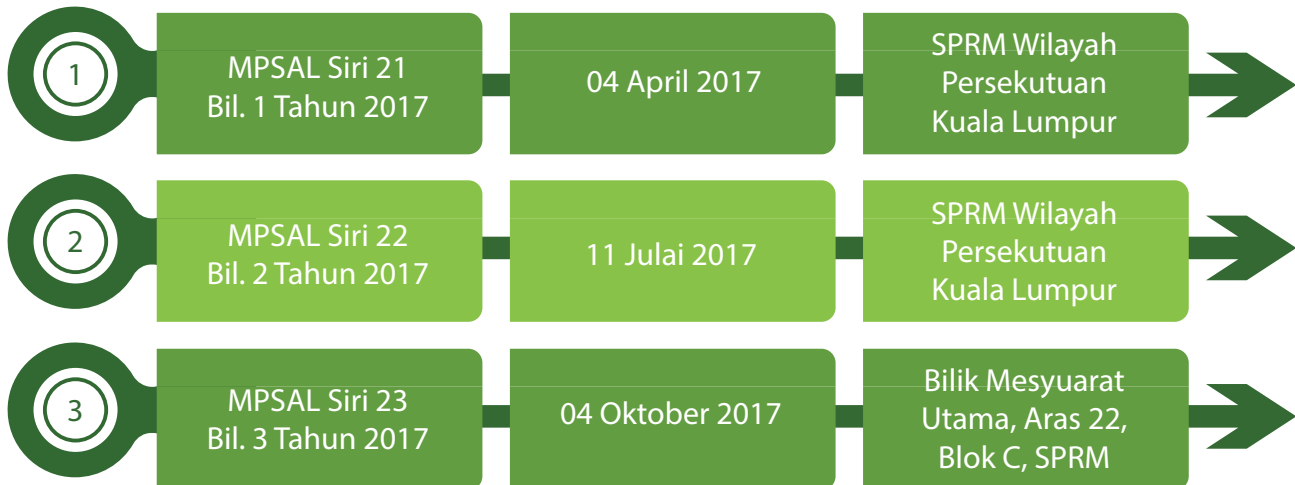 1
MPSAL Siri 21
Bil. 1 Tahun 2017
04 April 2017
SPRM Wilayah
Persekutuan
Kuala Lumpur
2
MPSAL Siri 22
Bil. 2 Tahun 2017
11 Julai 2017
SPRM Wilayah
Persekutuan
Kuala Lumpur
3
MPSAL Siri 23
Bil. 3 Tahun 2017
04 Oktober 2017
Bilik Mesyuarat
Utama, Aras 22,
Blok C, SPRM